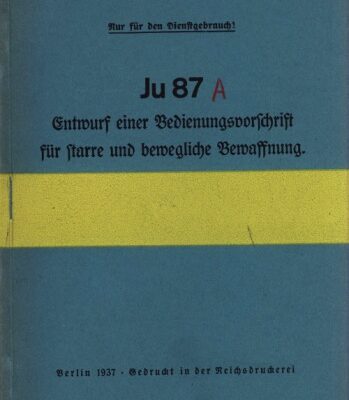 Nur für den Dienstgebrauch!
Ju 87 A
Entwurf einer Bedienungsvorschrift
für starre und bewegliche Bewaffnung.
Berlin 1937 · Gedruckt in der Reichsdruckerei